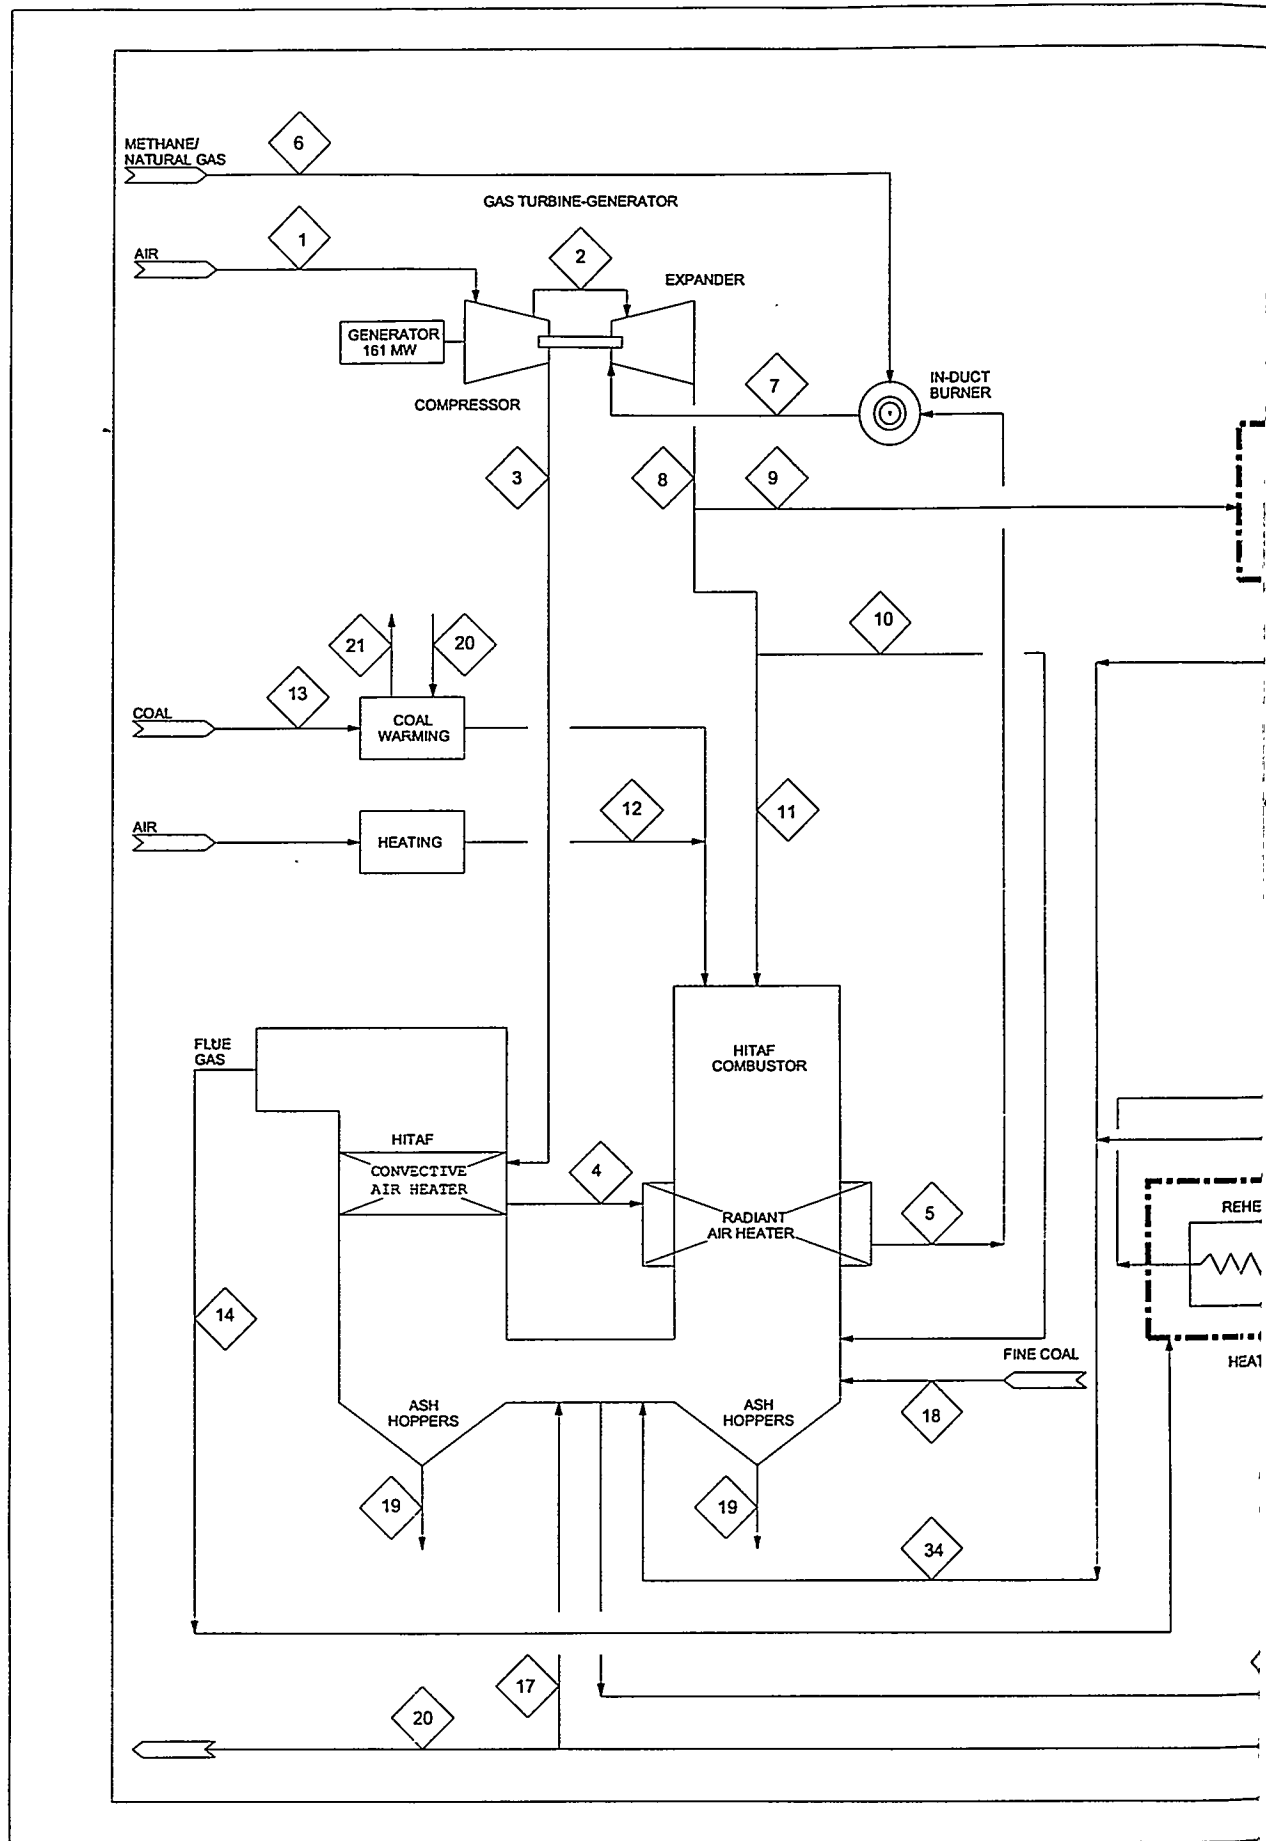 6
METHANE/
NATURAL GAS
GAS TURBINE-GENERATOR
1
AIR
2
EXPANDER
GENERATOR
161 MW
COMPRESSOR
7
IN-DUCT
BURNER
3
8
9
10
21
20
13
COAL
COAL
WARMING
12
11
AIR
HEATING
HITAF
COMBUSTOR
FLUE
GAS
HITAF
CONVECTIVE
AIR HEATER
4
RADIANT
AIR HEATER
5
REHE
14
FINE COAL
HEAT
18
ASH
HOPPERS
ASH
HOPPERS
19
19
34
17
20